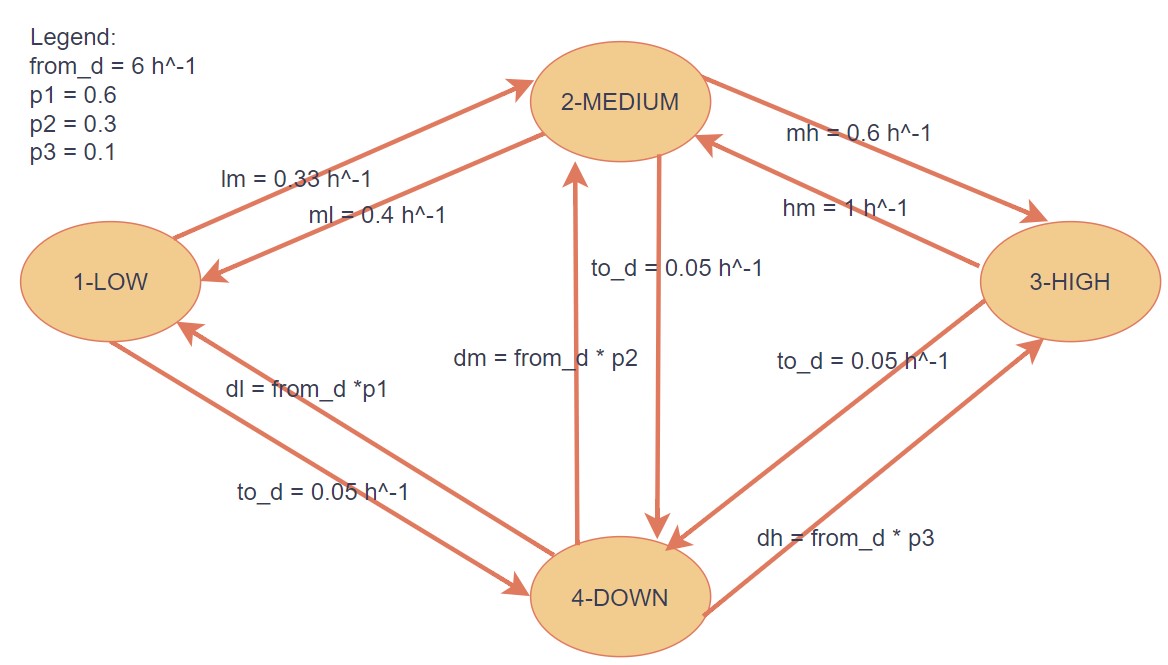 Legend:
from_d = 6 h^-1
p1 = 0.6
p2 = 0.3
p3 = 0.1
2-MEDIUM
mh = 0.6 h^-1
lm = 0.33 h^-1
ml = 0.4 h^-1
hm = 1 h^-1
to_d = 0.05 h^-1
1-LOW
3-HIGH
dm = from_d * p2
to_d = 0.05 h^-1
dl = from_d *p1
to_d = 0.05 h^-1
dh = from_d * p3
4-DOWN